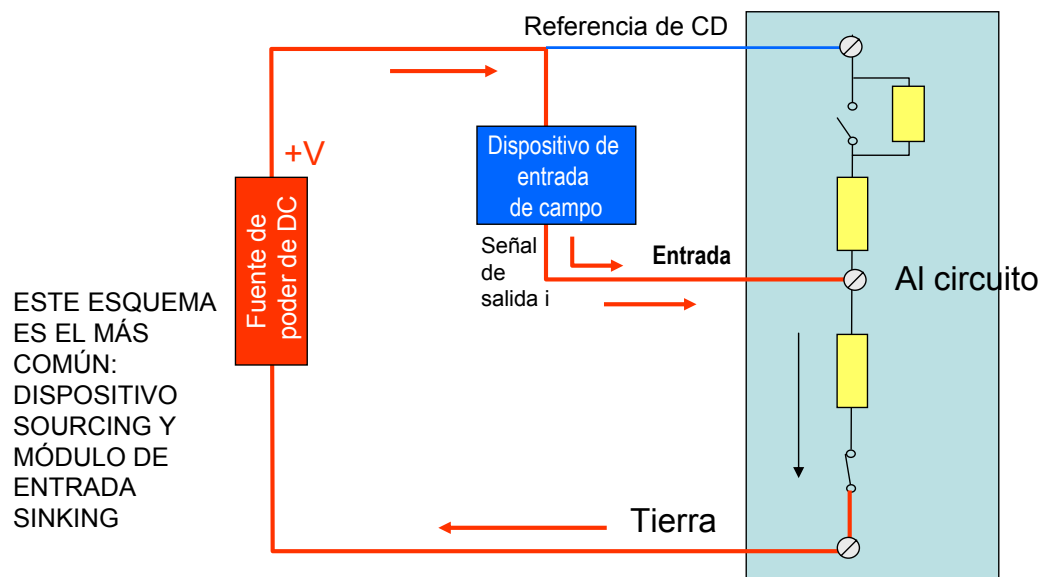 Referencia de CD
+V
Fuente de
poder de DC
Dispositivo de
entrada
de campo
Señal
de
salida i
Entrada
Al circuito
ESTE ESQUEMA
ES EL MÁS
COMÚN:
DISPOSITIVO
SOURCING Y
MÓDULO DE
ENTRADA
SINKING
Tierra